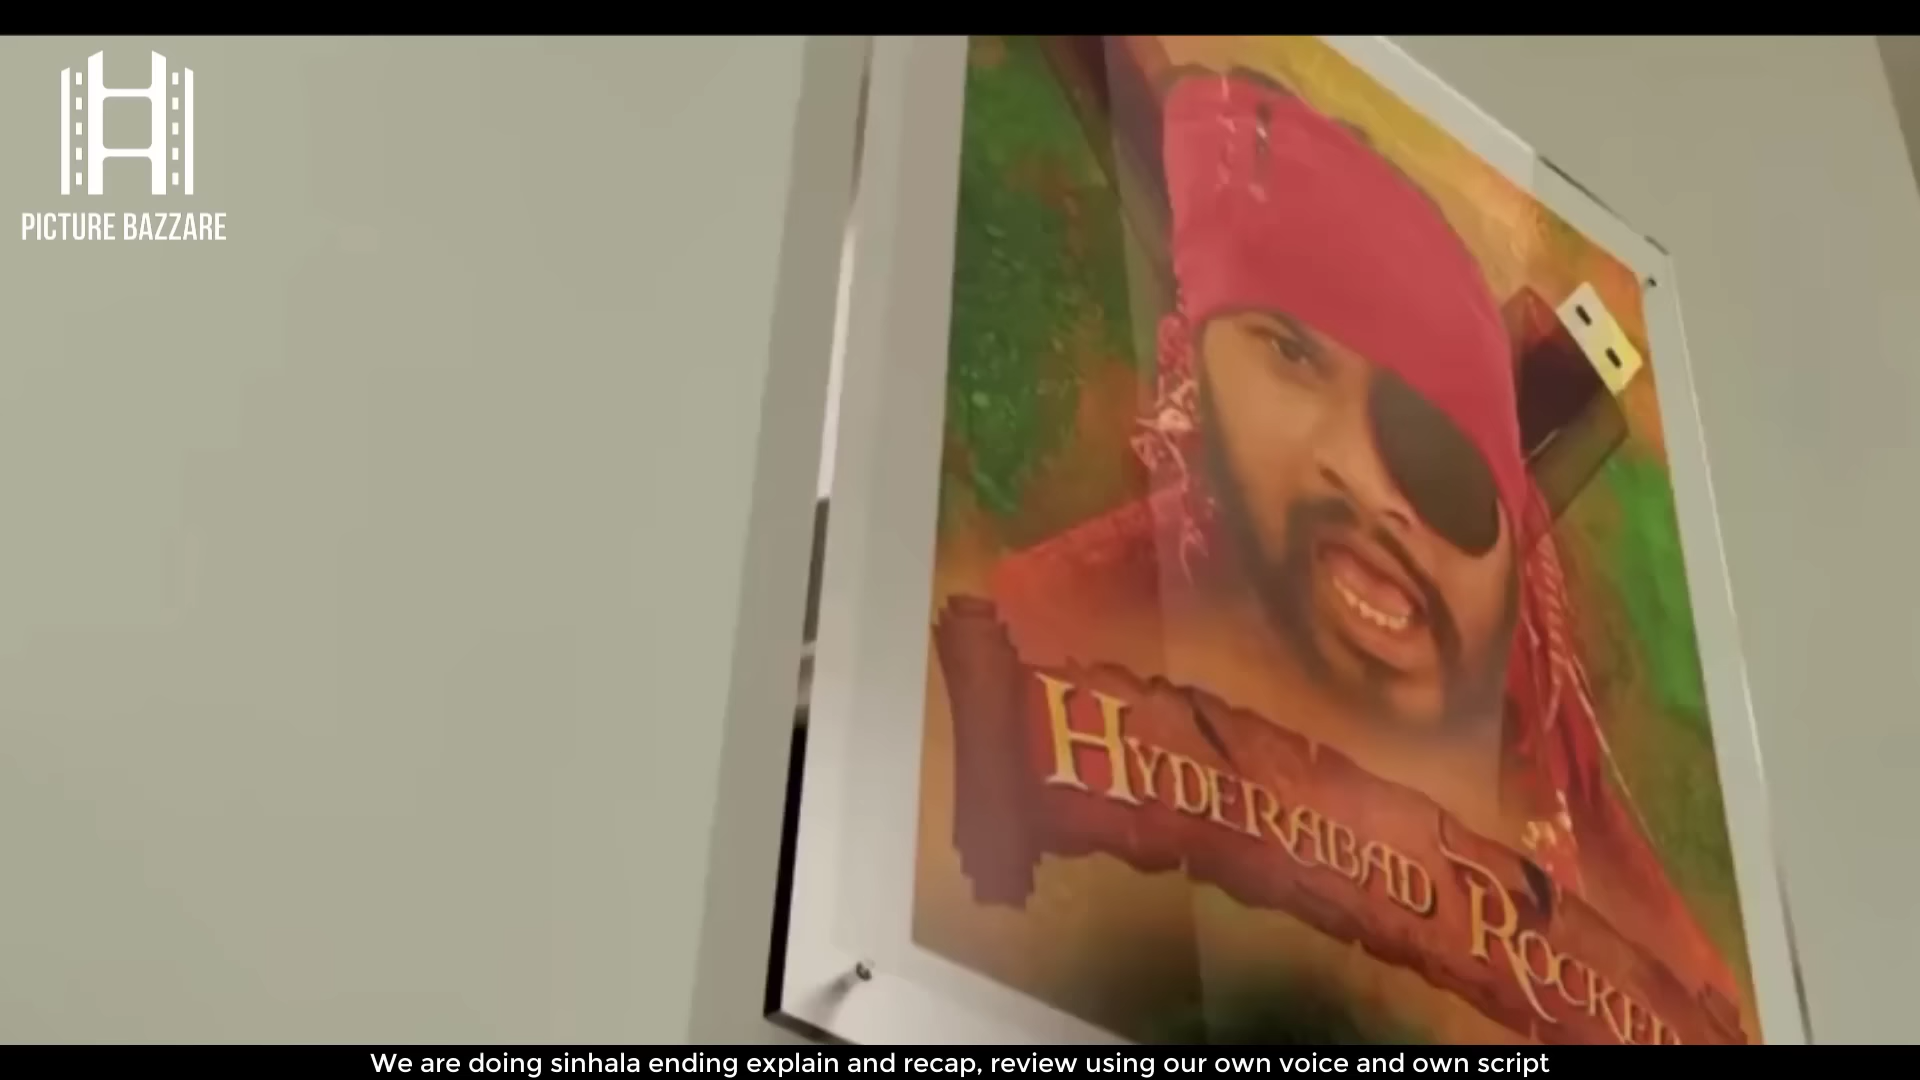 PICTURE BAZZARE
HYDERABAD
We are doing sinhala ending explain and recap, review using our own voice and own script